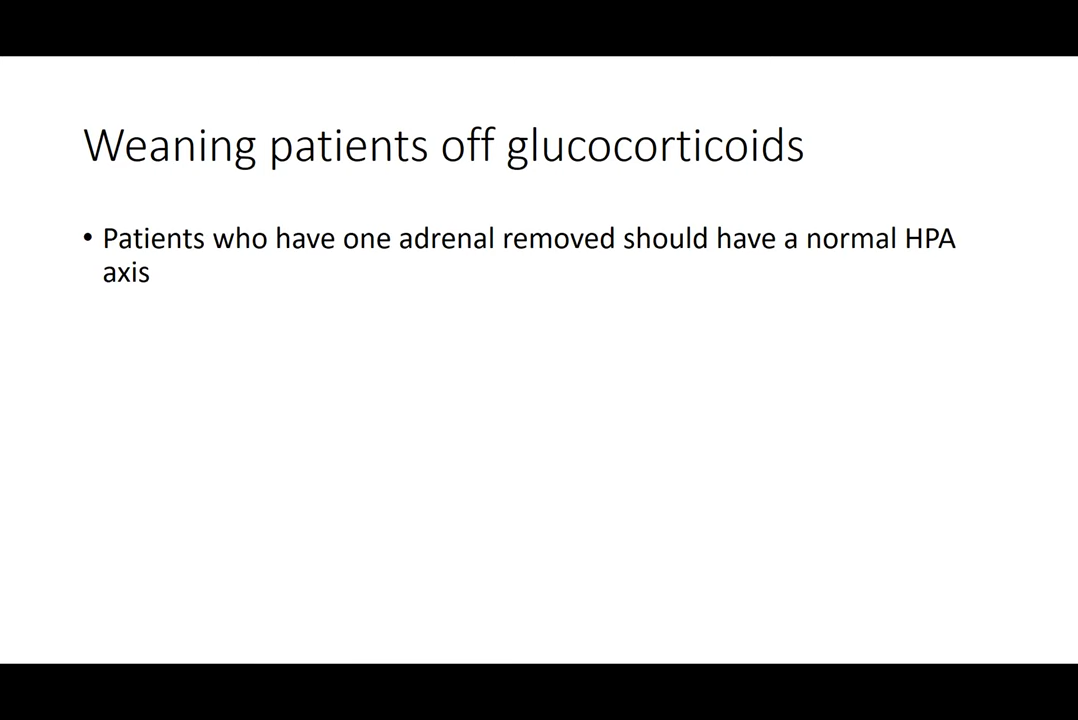 Weaning patients off glucocorticoids
• Patients who have one adrenal removed should have a normal HPA
axis